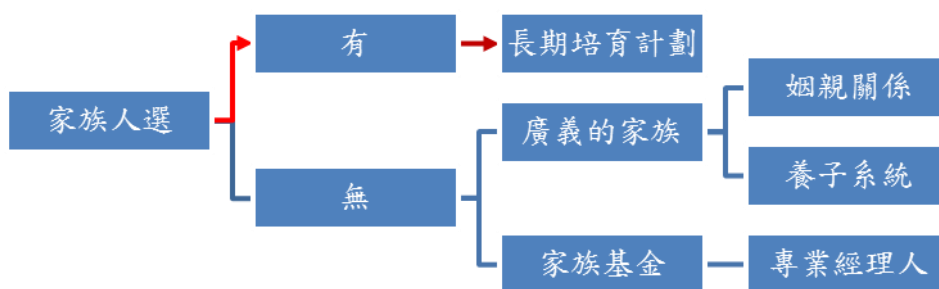 有
長期培育計劃
家族人選
姻親關係
廣義的家族
養子系統
無
家族基金
專業經理人